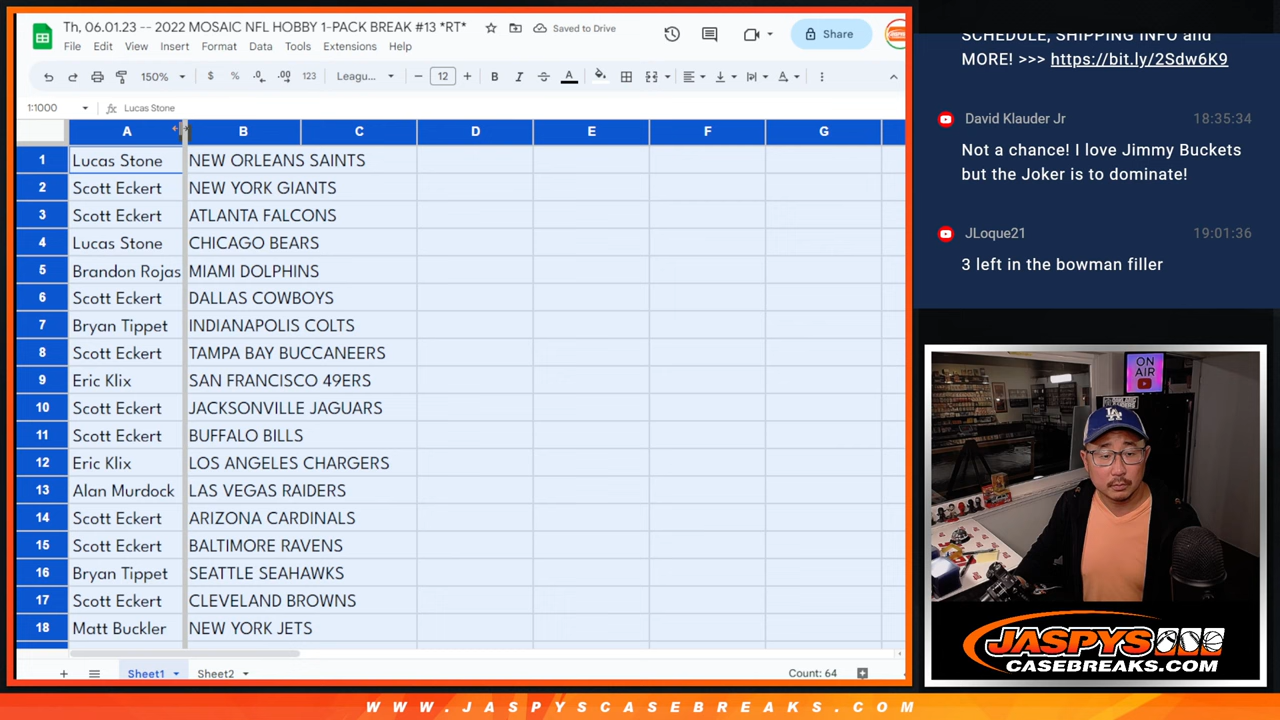 Th, 06.01.23 -- 2022 MOSAIC NFL HOBBY 1-PACK BREAK #13 *RT*
Saved to Drive
File Edit View Insert Format Data Tools Extensions Help
Share
150% $ % .0 .00 123 Leagu... 12 B I A
1:1000 fx Lucas Stone
A B C D E F G
1 Lucas Stone NEW ORLEANS SAINTS
2 Scott Eckert NEW YORK GIANTS
3 Scott Eckert ATLANTA FALCONS
4 Lucas Stone CHICAGO BEARS
5 Brandon Rojas MIAMI DOLPHINS
6 Scott Eckert DALLAS COWBOYS
7 Bryan Tippet INDIANAPOLIS COLTS
8 Scott Eckert TAMPA BAY BUCCANEERS
9 Eric Klix SAN FRANCISCO 49ERS
10 Scott Eckert JACKSONVILLE JAGUARS
11 Scott Eckert BUFFALO BILLS
12 Eric Klix LOS ANGELES CHARGERS
13 Alan Murdock LAS VEGAS RAIDERS
14 Scott Eckert ARIZONA CARDINALS
15 Scott Eckert BALTIMORE RAVENS
16 Bryan Tippet SEATTLE SEAHAWKS
17 Scott Eckert CLEVELAND BROWNS
18 Matt Buckler NEW YORK JETS
Sheet1 Sheet2 Count: 64
SCHEDULE, SHIPPING INFO and
MORE! >>> https://bit.ly/2Sdw6K9
David Klauder Jr 18:35:34
Not a chance! I love Jimmy Buckets
but the Joker is to dominate!
JLoque21 19:01:36
3 left in the bowman filler
ON
AIR
LA
JASPYS
CASEBREAKS.COM
WWW.JASPYSCASEBREAKS.COM